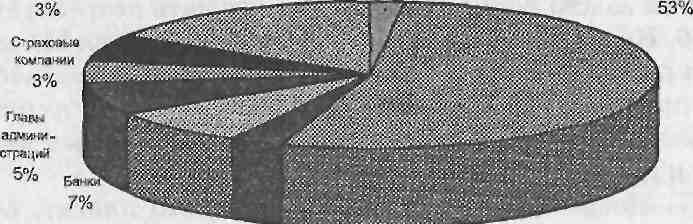 3%
53%
Страховые
компании
3%
Главы
админи-
страций
5%
Банки
7%